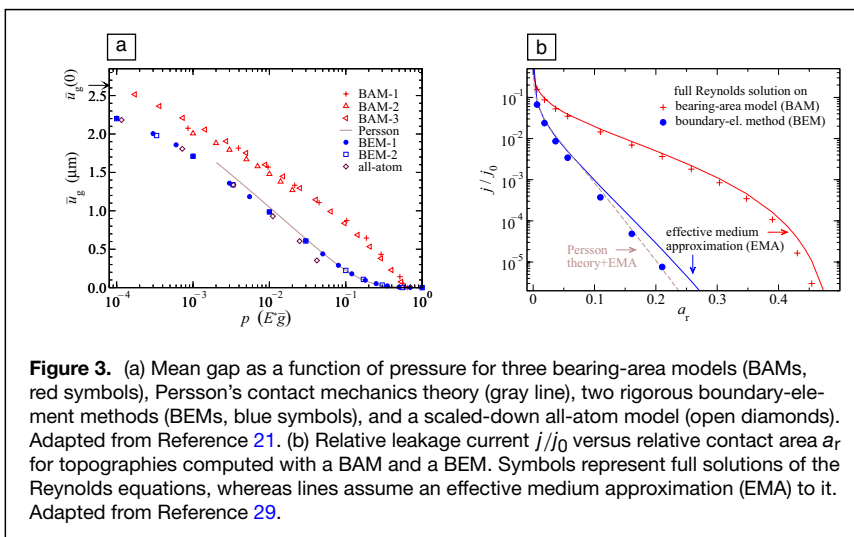 a
ū_g(0)
2.5
2.0
1.5
1.0
0.5
0.0
ū_g (μm)
10⁻⁴
10⁻³
10⁻²
10⁻¹
10⁰
p (E*ḡ)
BAM-1
BAM-2
BAM-3
Persson
BEM-1
BEM-2
all-atom
b
10⁻¹
10⁻²
10⁻³
10⁻⁴
10⁻⁵
j / j₀
0
0.1
0.2
0.3
0.4
a_r
full Reynolds solution on
bearing-area model (BAM)
boundary-el. method (BEM)
effective medium
approximation (EMA)
Persson
theory+EMA
Figure 3. (a) Mean gap as a function of pressure for three bearing-area models (BAMs,
red symbols), Persson's contact mechanics theory (gray line), two rigorous boundary-ele-
ment methods (BEMs, blue symbols), and a scaled-down all-atom model (open diamonds).
Adapted from Reference 21. (b) Relative leakage current j/j₀ versus relative contact area a_r
for topographies computed with a BAM and a BEM. Symbols represent full solutions of the
Reynolds equations, whereas lines assume an effective medium approximation (EMA) to it.
Adapted from Reference 29.